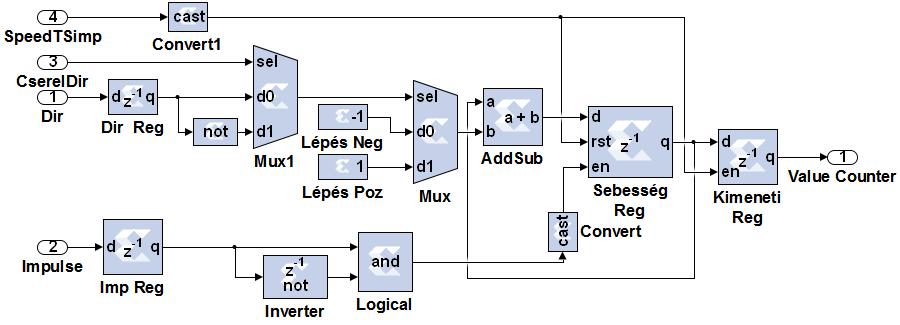 4
cast
SpeedTSimp
Convert1
3
sel
CserelDir
1
d z⁻¹ q
d0
Dir
Dir Reg
not
d1
Mux1
sel
-1
d0
Lépés Neg
1
d1
Lépés Poz
Mux
a
a + b
b
AddSub
d
rst z⁻¹ q
en
Sebesség
Reg
d
z⁻¹ q
en
Kimeneti
Reg
1
Value Counter
cast
Convert
2
d z⁻¹ q
Impulse
Imp Reg
z⁻¹
not
Inverter
and
Logical